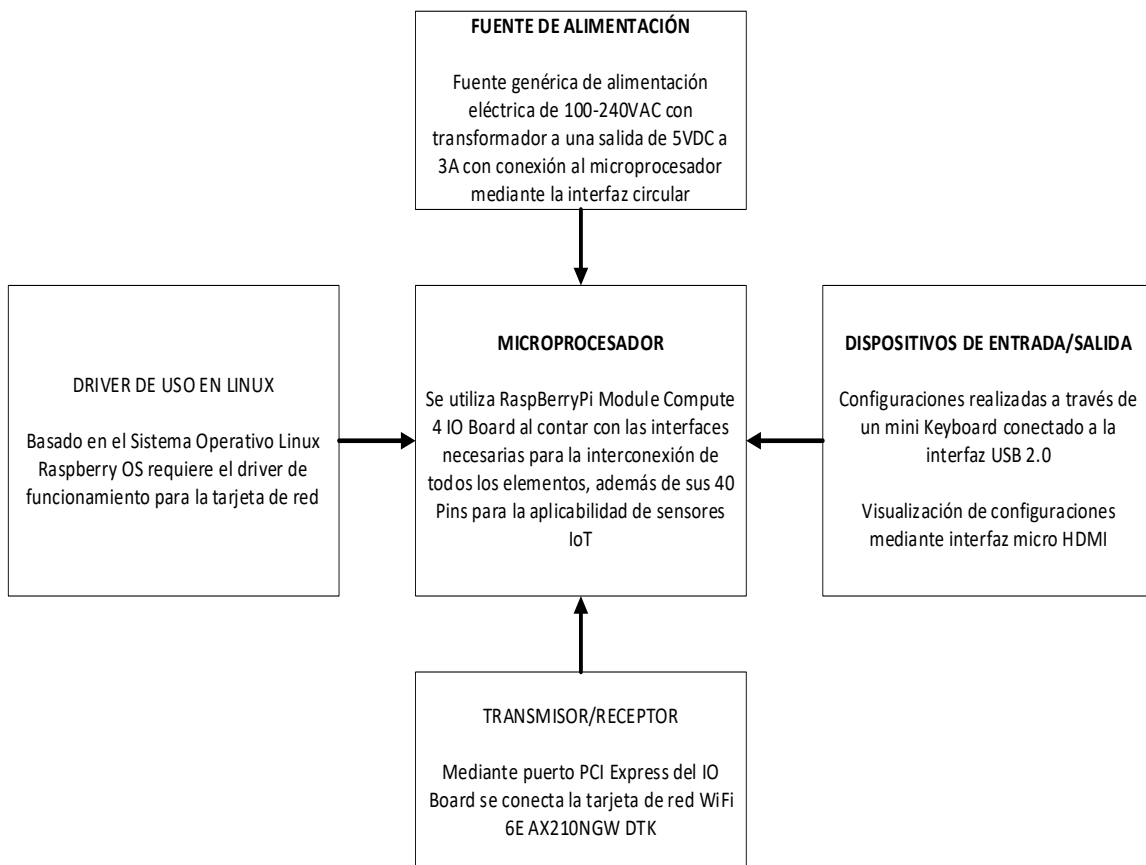 FUENTE DE ALIMENTACIÓN
Fuente genérica de alimentación
eléctrica de 100-240VAC con
transformador a una salida de 5VDC a
3A con conexión al microprocesador
mediante la interfaz circular
DRIVER DE USO EN LINUX
Basado en el Sistema Operativo Linux
Raspberry OS requiere el driver de
funcionamiento para la tarjeta de red
MICROPROCESADOR
Se utiliza RaspBerryPi Module Compute
4 IO Board al contar con las interfaces
necesarias para la interconexión de
todos los elementos, además de sus 40
Pins para la aplicabilidad de sensores
IoT
DISPOSITIVOS DE ENTRADA/SALIDA
Configuraciones realizadas a través de
un mini Keyboard conectado a la
interfaz USB 2.0
Visualización de configuraciones
mediante interfaz micro HDMI
TRANSMISOR/RECEPTOR
Mediante puerto PCI Express del IO
Board se conecta la tarjeta de red WiFi
6E AX210NGW DTK